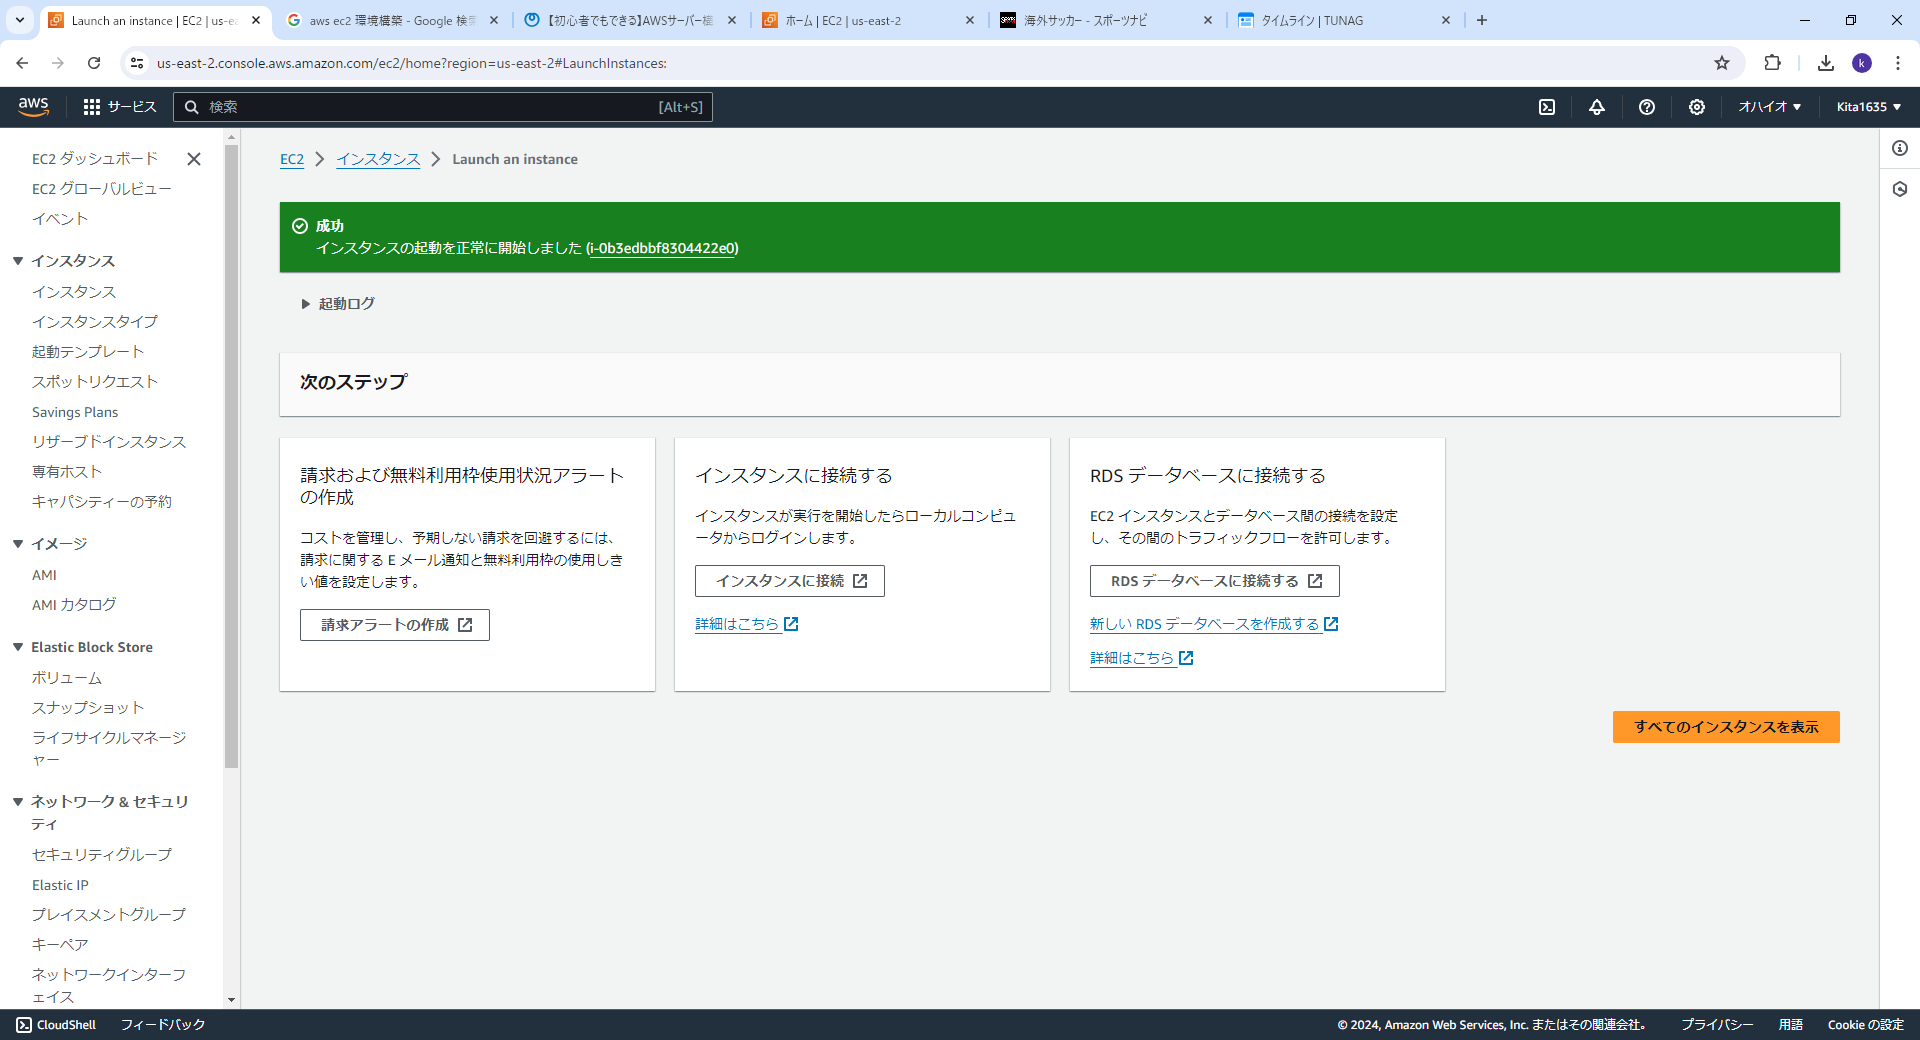 Launch an instance | EC2 | us-ea
aws ec2 環境構築 - Google 検索
【初心者でもできる】AWSサーバー構
ホーム | EC2 | us-east-2
海外サッカー - スポーツナビ
タイムライン | TUNAG
us-east-2.console.aws.amazon.com/ec2/home?region=us-east-2#LaunchInstances:
k
aws
サービス
検索
[Alt+S]
オハイオ
Kita1635
EC2 ダッシュボード
EC2 グローバルビュー
イベント
インスタンス
インスタンス
インスタンスタイプ
起動テンプレート
スポットリクエスト
Savings Plans
リザーブドインスタンス
専有ホスト
キャパシティーの予約
イメージ
AMI
AMI カタログ
Elastic Block Store
ボリューム
スナップショット
ライフサイクルマネージ
ャー
ネットワーク & セキュリ
ティ
セキュリティグループ
Elastic IP
プレイスメントグループ
キーペア
ネットワークインターフ
ェイス
EC2
インスタンス
Launch an instance
成功
インスタンスの起動を正常に開始しました (i-0b3edbbf8304422e0)
起動ログ
次のステップ
請求および無料利用枠使用状況アラート
の作成
コストを管理し、予期しない請求を回避するには、
請求に関する E メール通知と無料利用枠の使用しき
い値を設定します。
請求アラートの作成
インスタンスに接続する
インスタンスが実行を開始したらローカルコンピュ
ータからログインします。
インスタンスに接続
詳細はこちら
RDS データベースに接続する
EC2 インスタンスとデータベース間の接続を設定
し、その間のトラフィックフローを許可します。
RDS データベースに接続する
新しい RDS データベースを作成する
詳細はこちら
すべてのインスタンスを表示
CloudShell
フィードバック
© 2024, Amazon Web Services, Inc. またはその関連会社。
プライバシー
用語
Cookie の設定